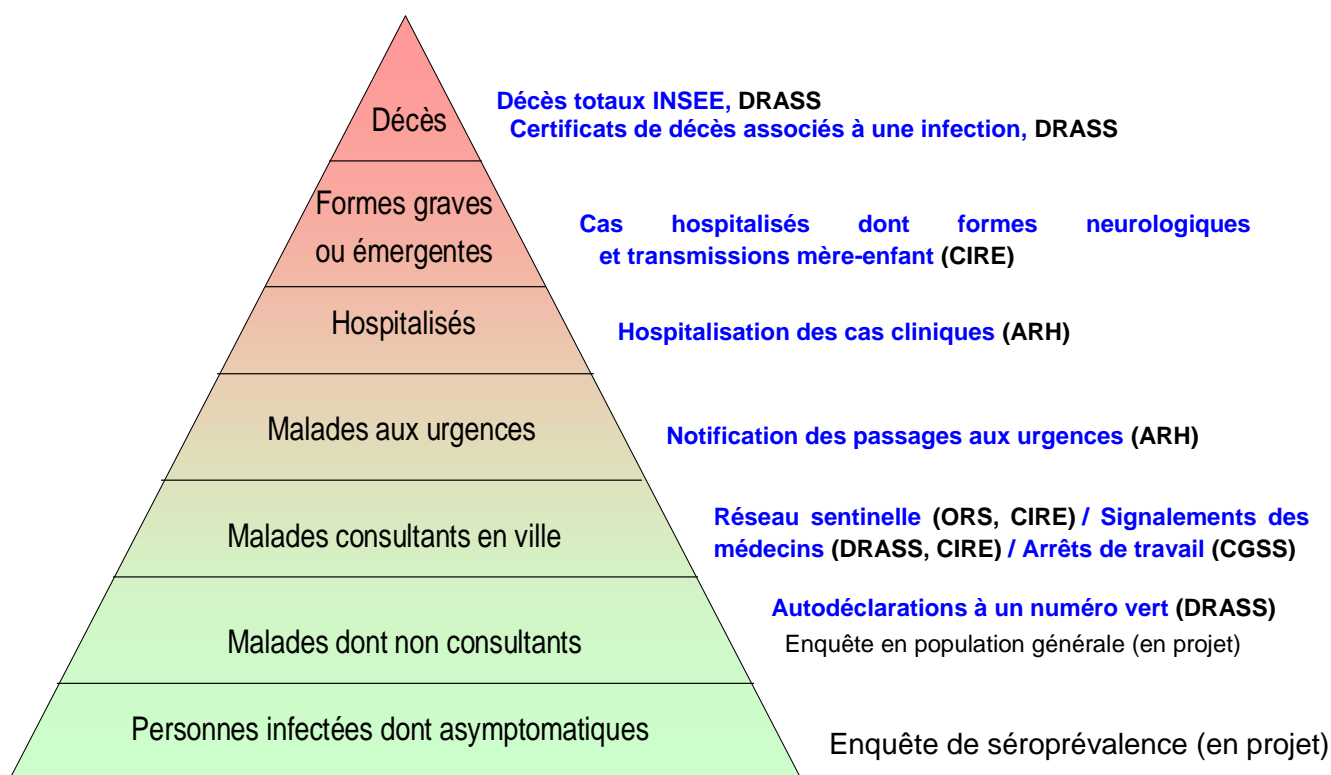 Décès
Décès totaux INSEE, DRASS
Certificats de décès associés à une infection, DRASS
Formes graves
ou émergentes
Cas hospitalisés dont formes neurologiques
et transmissions mère-enfant (CIRE)
Hospitalisés
Hospitalisation des cas cliniques (ARH)
Malades aux urgences
Notification des passages aux urgences (ARH)
Malades consultants en ville
Réseau sentinelle (ORS, CIRE) / Signalements des
médecins (DRASS, CIRE) / Arrêts de travail (CGSS)
Malades dont non consultants
Autodéclarations à un numéro vert (DRASS)
Enquête en population générale (en projet)
Personnes infectées dont asymptomatiques
Enquête de séroprévalence (en projet)